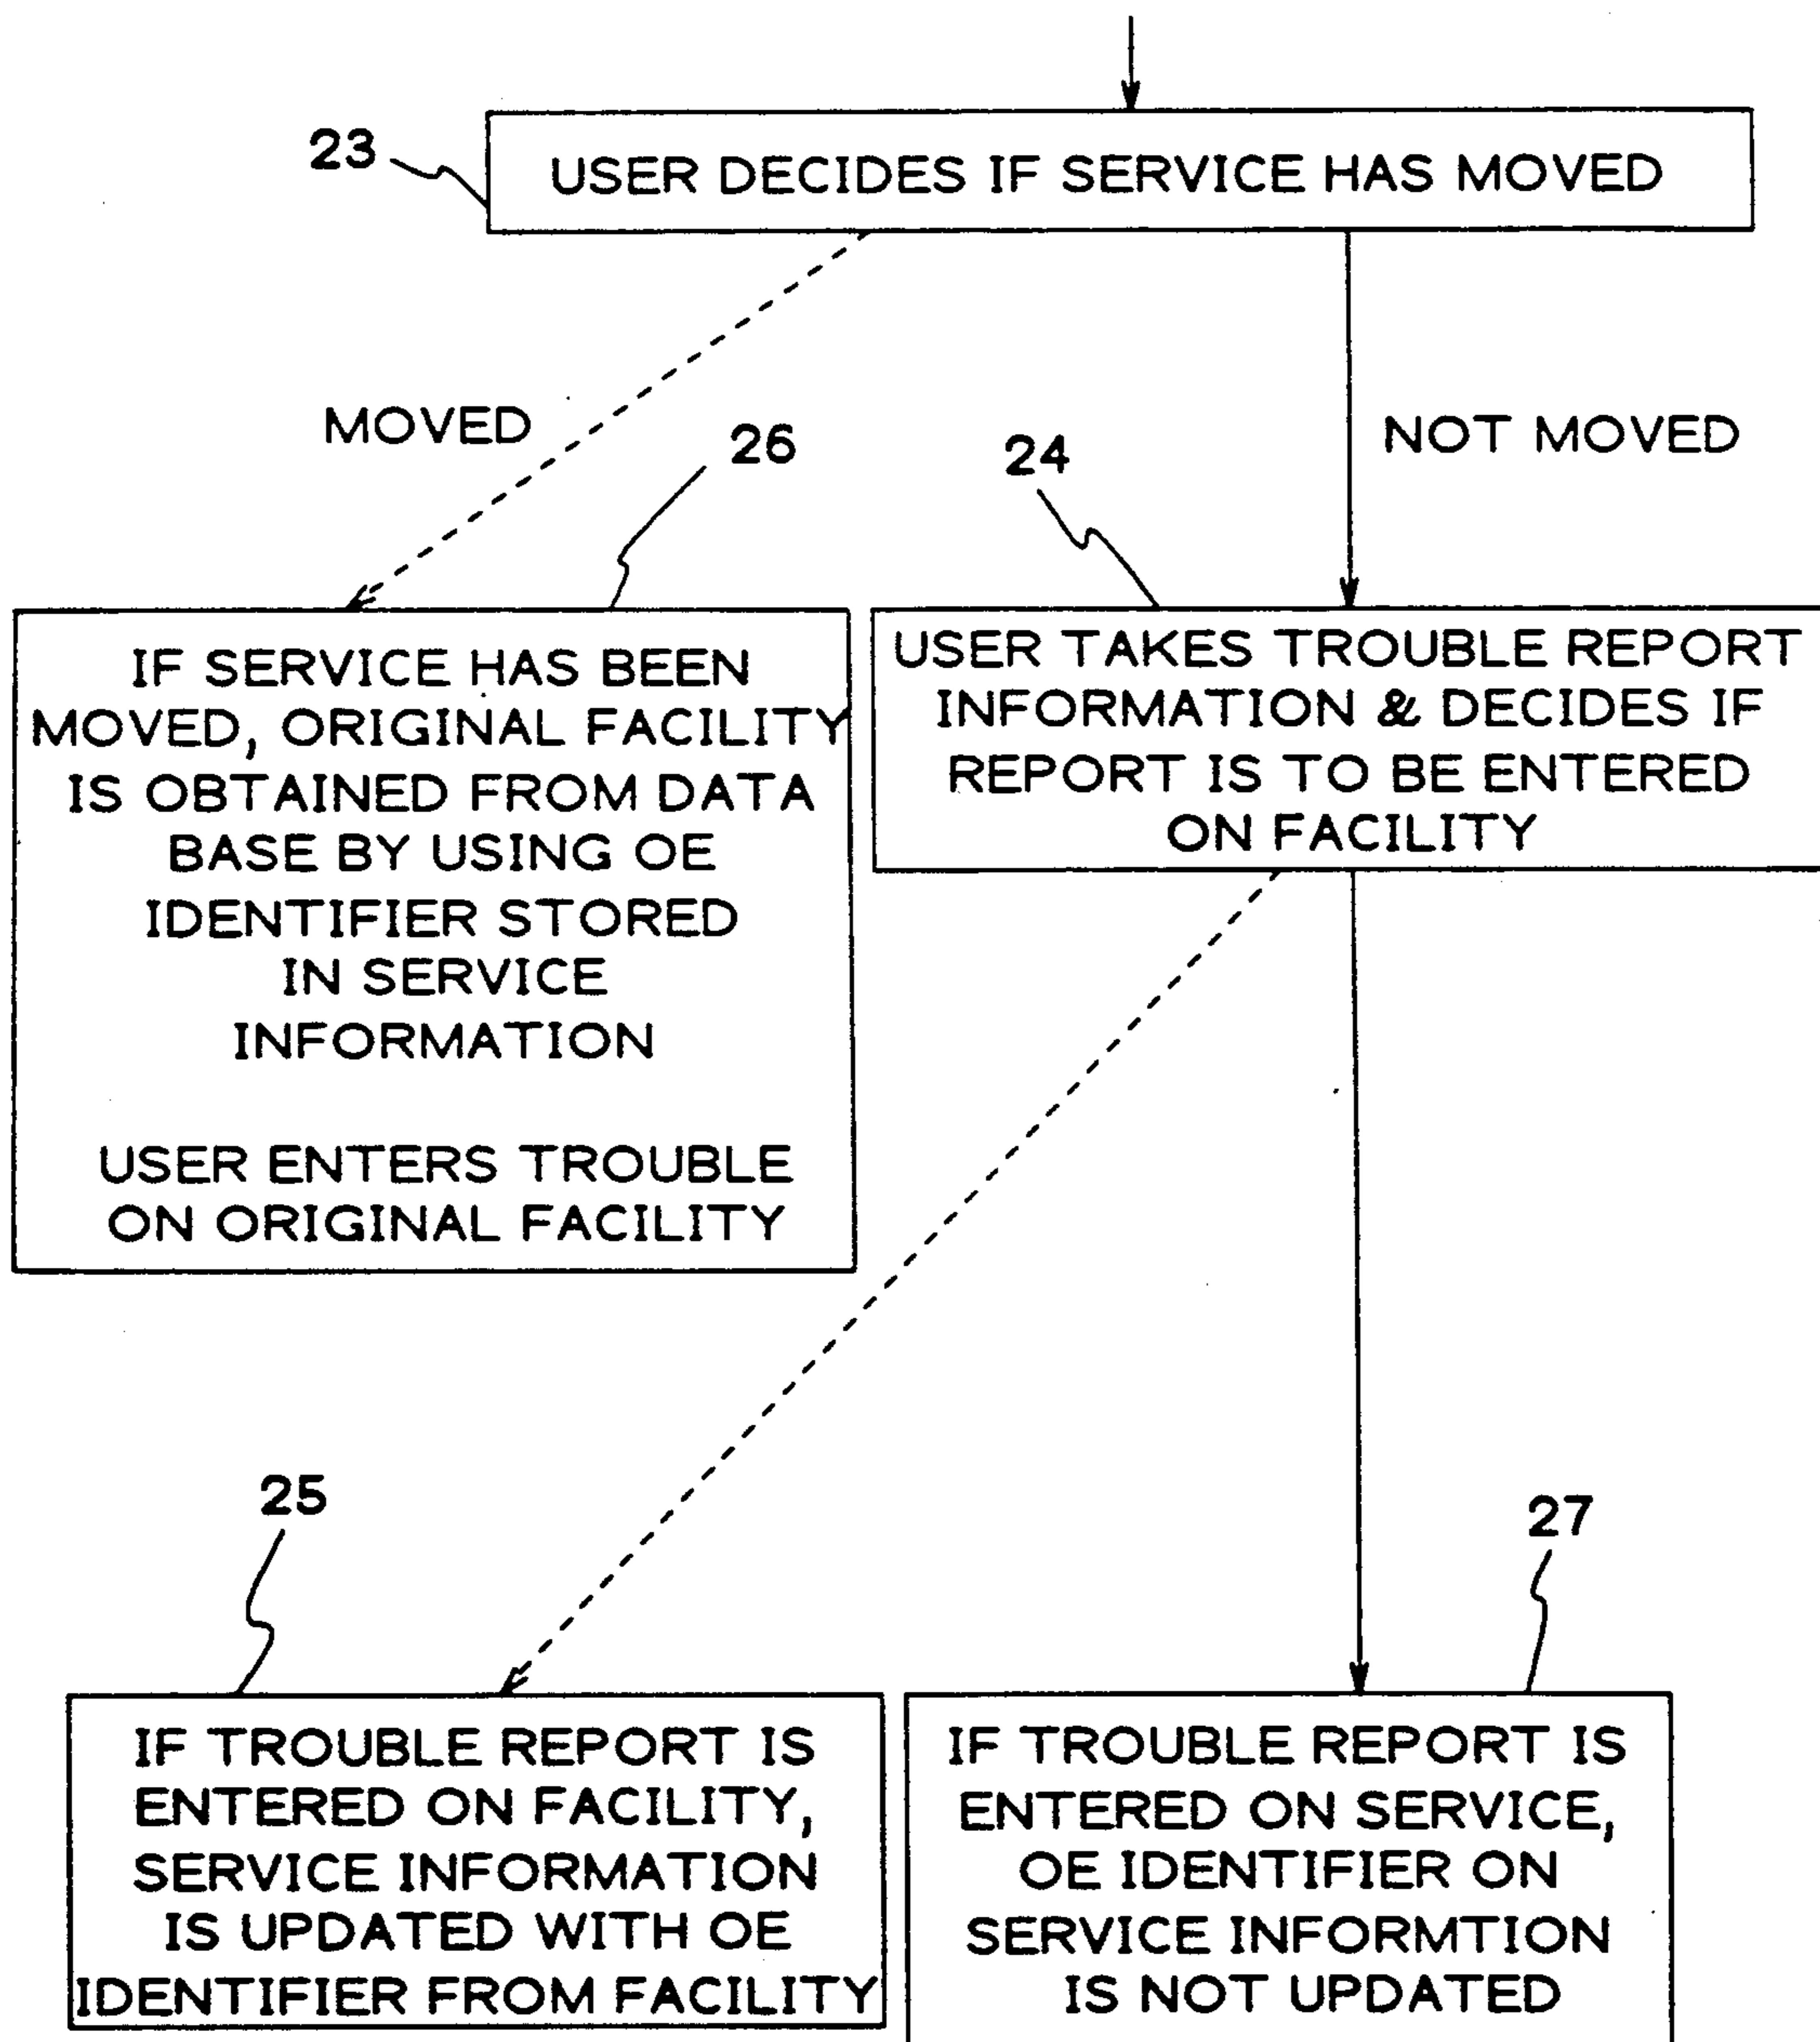 23
USER DECIDES IF SERVICE HAS MOVED
MOVED
NOT MOVED
26
IF SERVICE HAS BEEN
MOVED, ORIGINAL FACILITY
IS OBTAINED FROM DATA
BASE BY USING OE
IDENTIFIER STORED
IN SERVICE
INFORMATION
USER ENTERS TROUBLE
ON ORIGINAL FACILITY
24
USER TAKES TROUBLE REPORT
INFORMATION & DECIDES IF
REPORT IS TO BE ENTERED
ON FACILITY
25
IF TROUBLE REPORT IS
ENTERED ON FACILITY,
SERVICE INFORMATION
IS UPDATED WITH OE
IDENTIFIER FROM FACILITY
27
IF TROUBLE REPORT IS
ENTERED ON SERVICE,
OE IDENTIFIER ON
SERVICE INFORMTION
IS NOT UPDATED